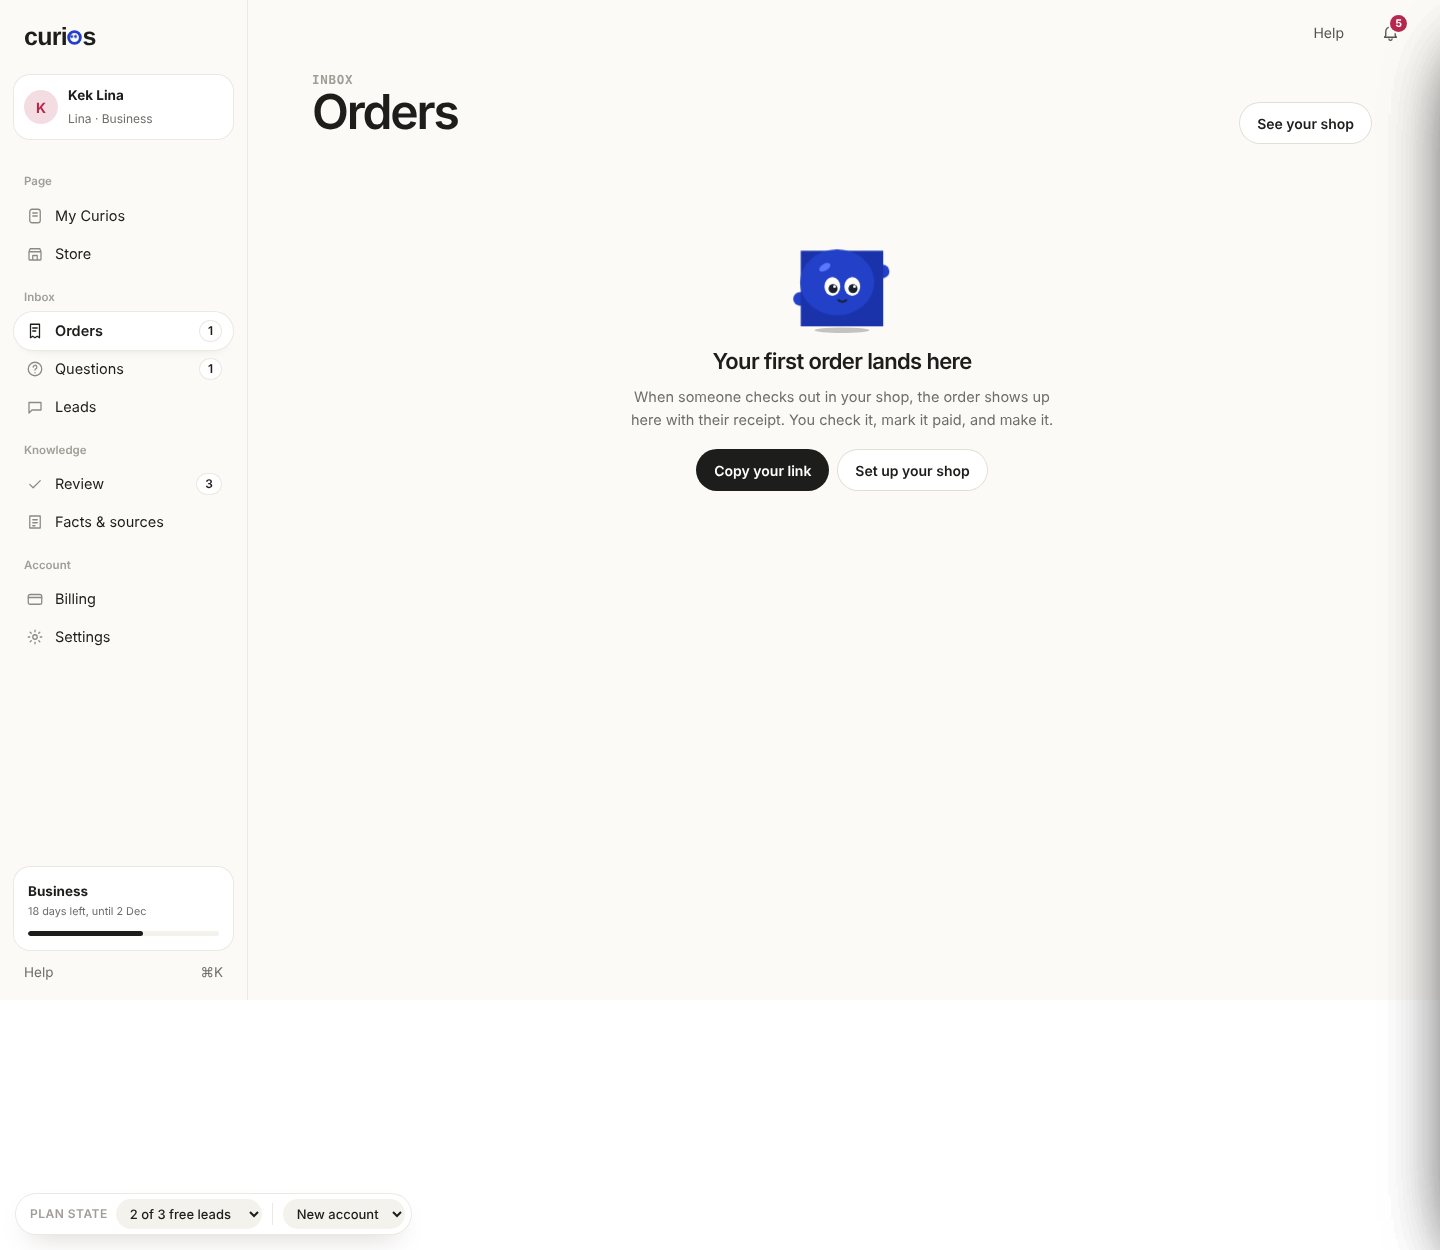 curios
Kek Lina
K
Lina · Business
Page
My Curios
Store
Inbox
Orders 1
Questions 1
Leads
Knowledge
Review 3
Facts & sources
Account
Billing
Settings
Business
18 days left, until 2 Dec
Help ⌘K
Help 5
INBOX
Orders
See your shop
Your first order lands here
When someone checks out in your shop, the order shows up
here with their receipt. You check it, mark it paid, and make it.
Copy your link Set up your shop
PLAN STATE 2 of 3 free leads New account